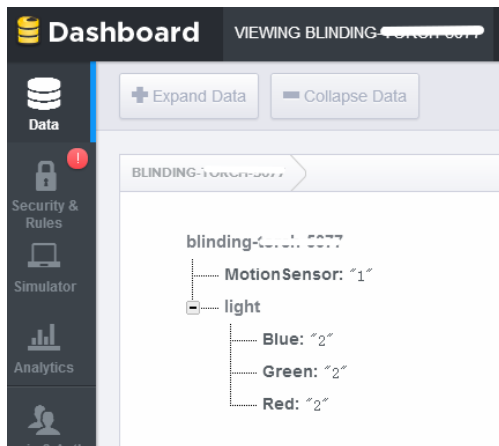 Dashboard
VIEWING BLINDING-
Data
Security &
Rules
Simulator
Analytics
Expand Data
Collapse Data
BLINDING-
blinding-
MotionSensor: "1"
light
Blue: "2"
Green: "2"
Red: "2"